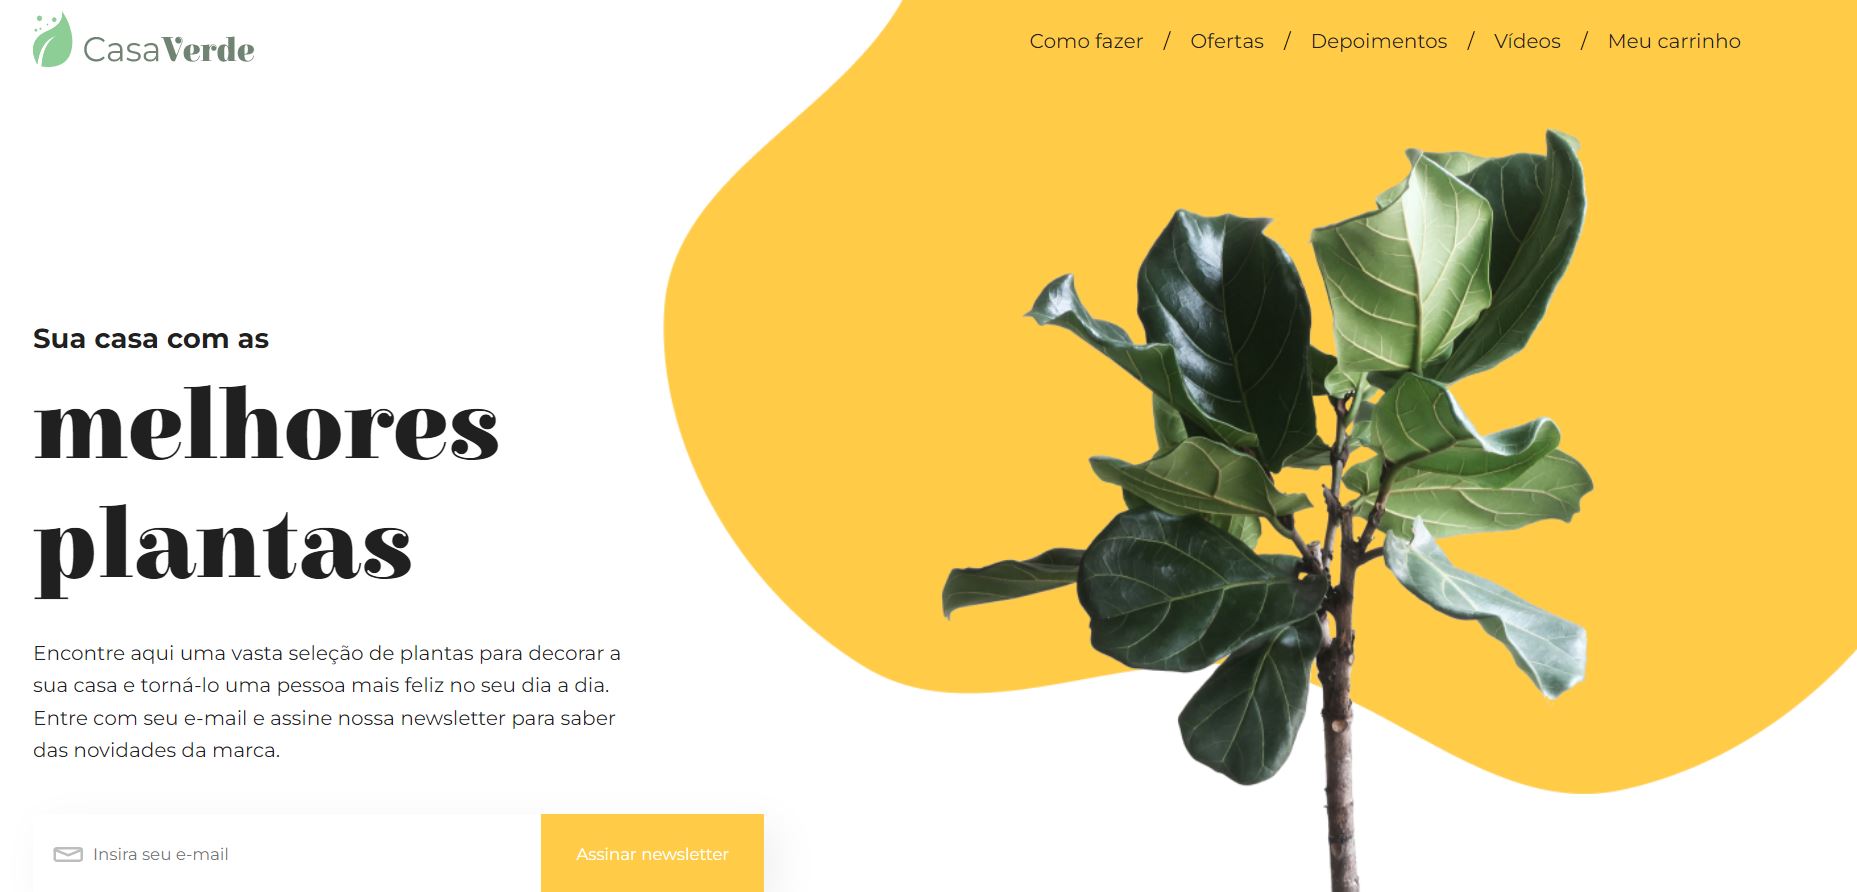 CasaVerde
Como fazer / Ofertas / Depoimentos / Vídeos / Meu carrinho
Sua casa com as
melhores
plantas
Encontre aqui uma vasta seleção de plantas para decorar a
sua casa e torná-lo uma pessoa mais feliz no seu dia a dia.
Entre com seu e-mail e assine nossa newsletter para saber
das novidades da marca.
Insira seu e-mail
Assinar newsletter